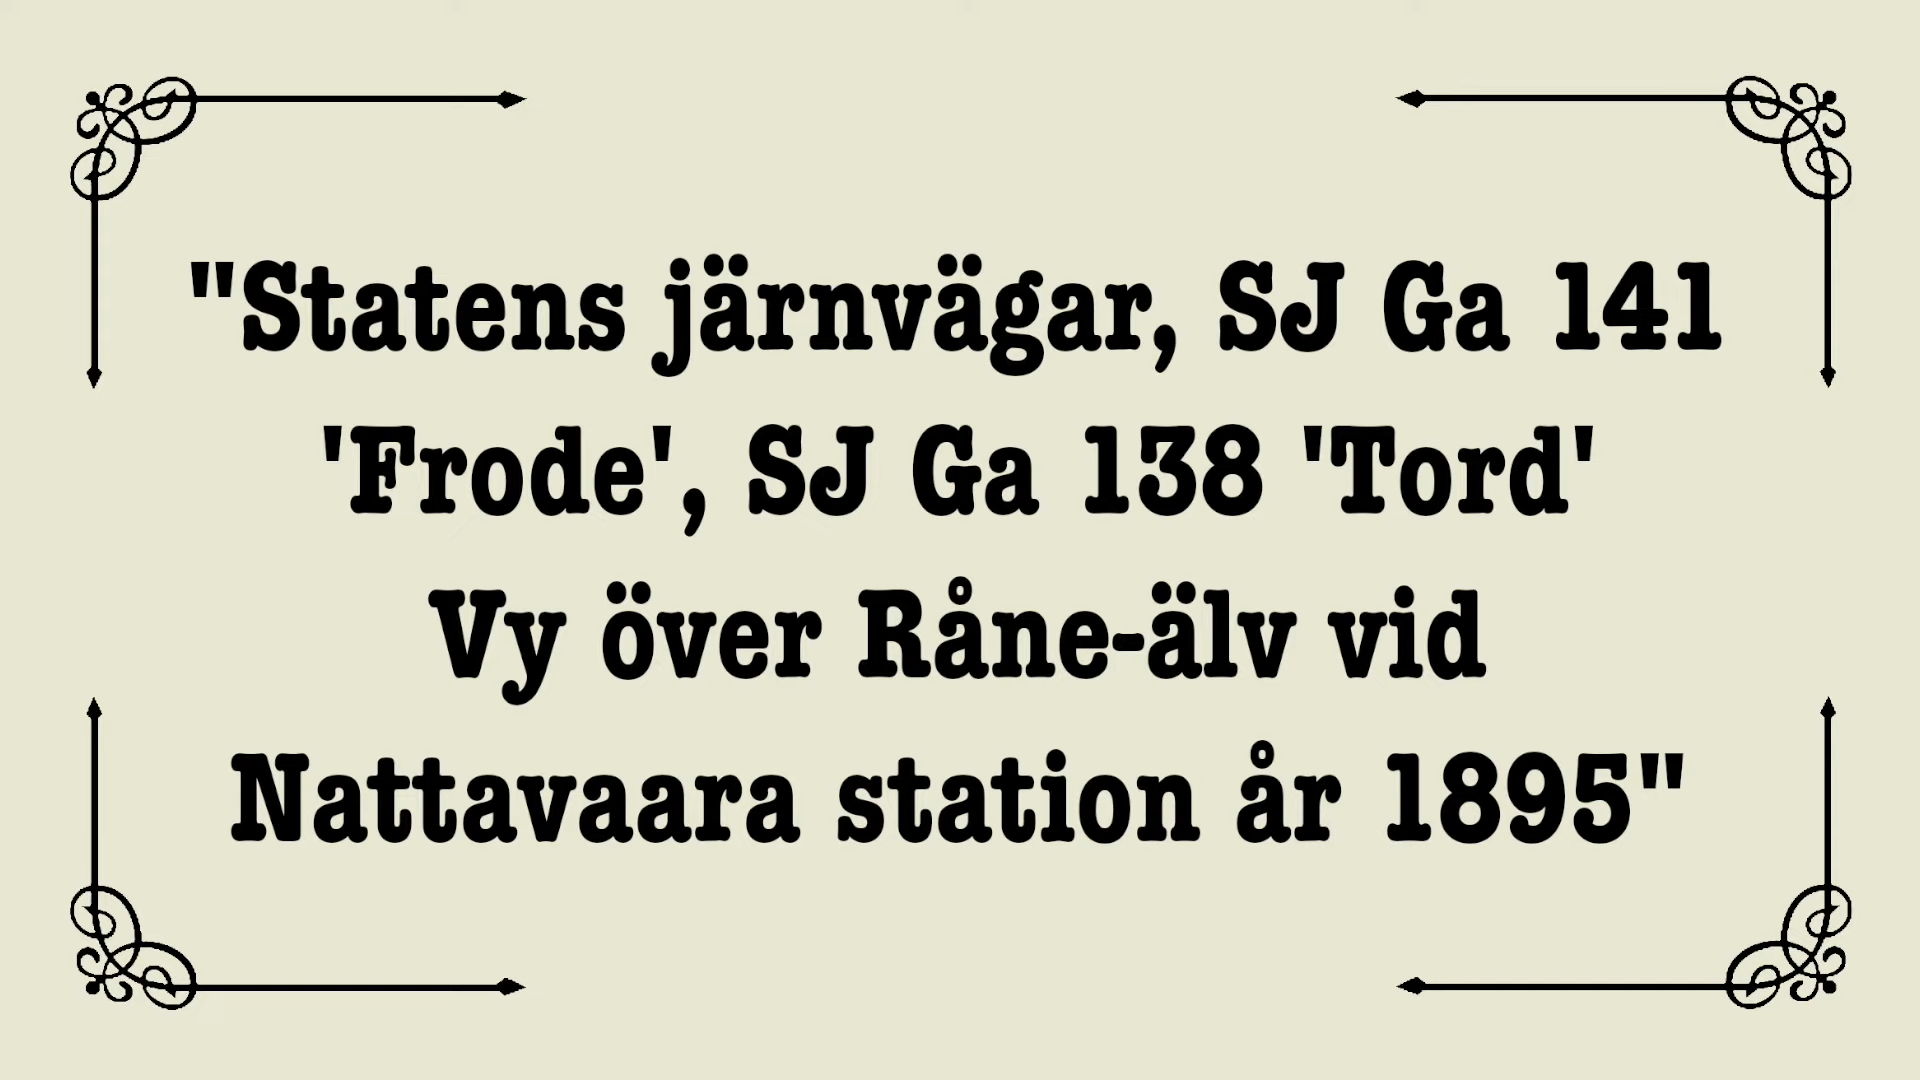 "Statens järnvägar, SJ Ga 141
'Frode', SJ Ga 138 'Tord'
Vy över Råne-älv vid
Nattavaara station år 1895"